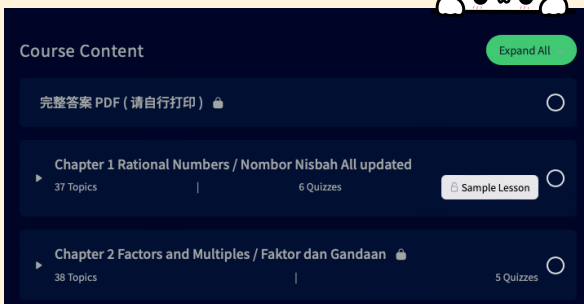 Course Content
Expand All
完整答案 PDF ( 请自行打印 )
Chapter 1 Rational Numbers / Nombor Nisbah All updated
37 Topics | 6 Quizzes
Sample Lesson
Chapter 2 Factors and Multiples / Faktor dan Gandaan
38 Topics | 5 Quizzes